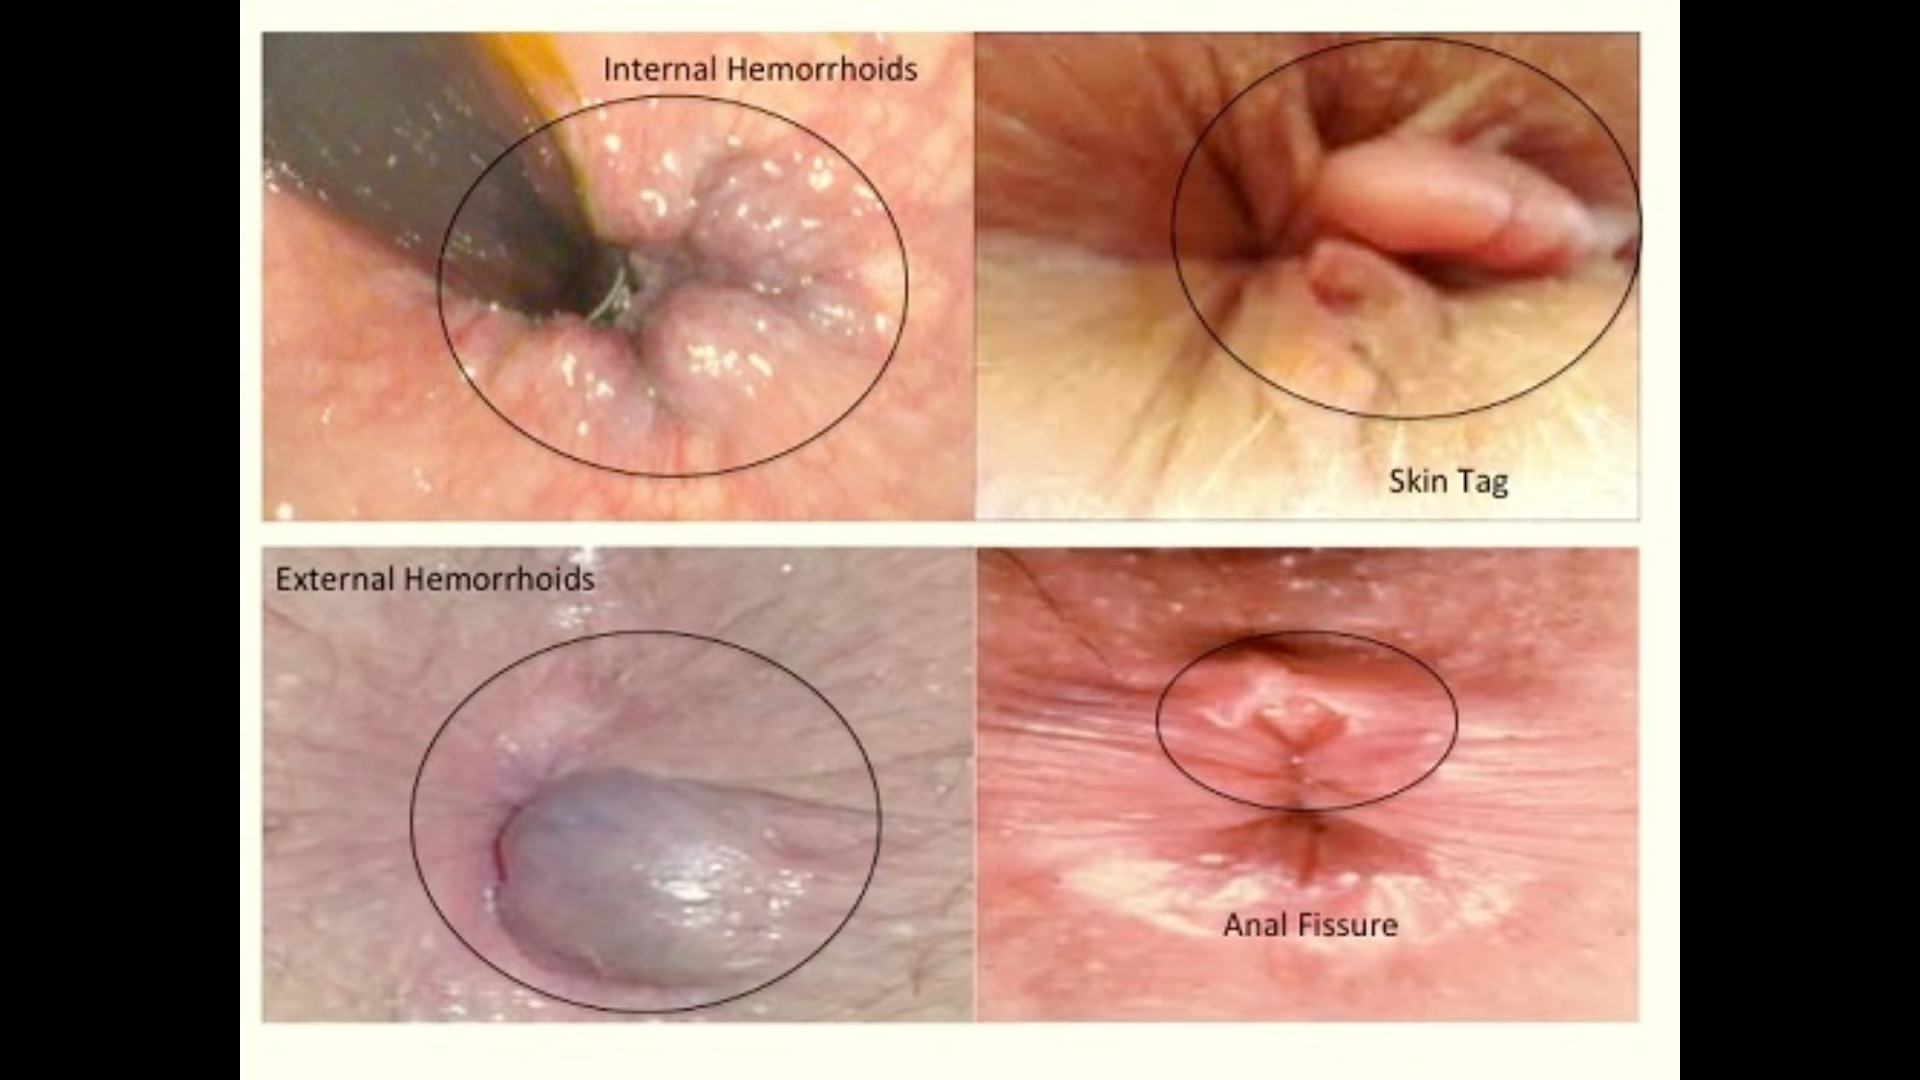 Internal Hemorrhoids
Skin Tag
External Hemorrhoids
Anal Fissure